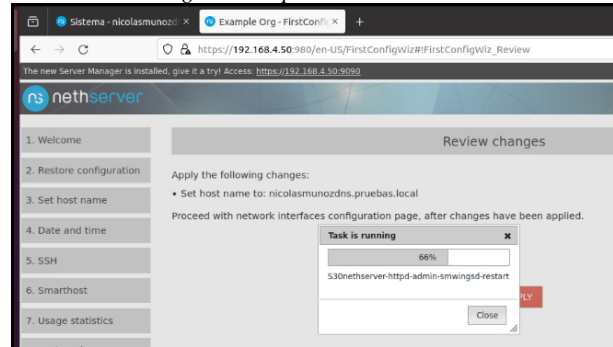 Sistema - nicolasmunozd
Example Org - FirstConfig
https://192.168.4.50:980/en-US/FirstConfigWiz#!FirstConfigWiz_Review
The new Server Manager is installed, give it a try! Access: https://192.168.4.50:9090
ns nethserver
1. Welcome
2. Restore configuration
3. Set host name
4. Date and time
5. SSH
6. Smarthost
7. Usage statistics
Review changes
Apply the following changes:
• Set host name to: nicolasmunozdns.pruebas.local
Proceed with network interfaces configuration page, after changes have been applied.
Task is running
66%
S30nethserver-httpd-admin-smwingsd-restart
PLY
Close